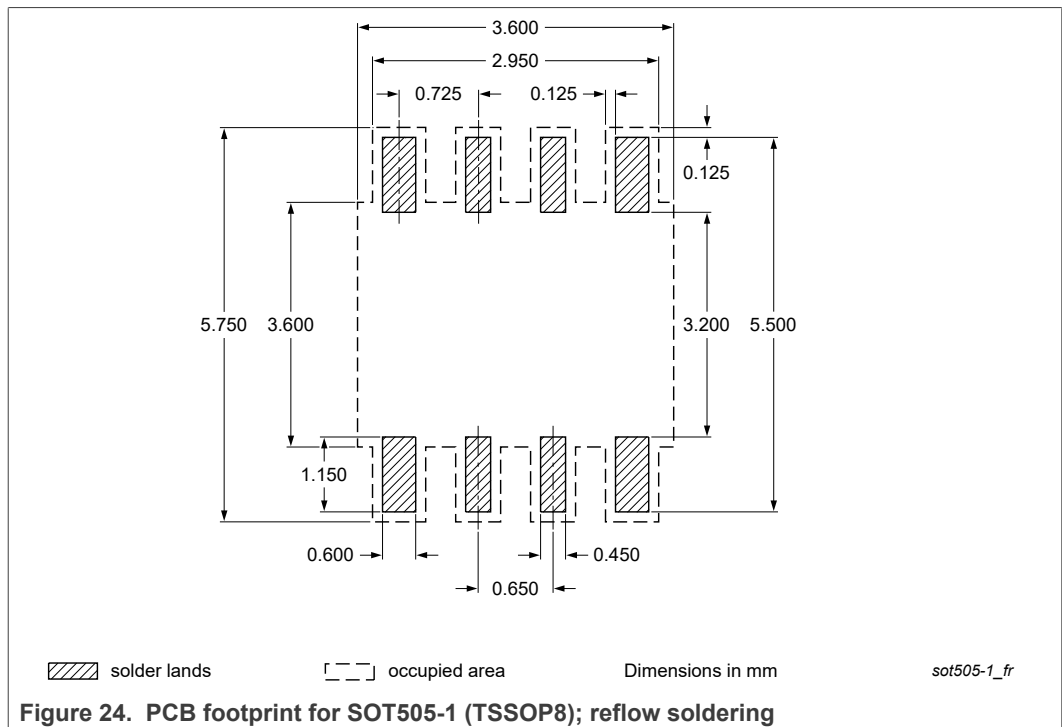 3.600
2.950
0.725 0.125
0.125
5.750 3.600 3.200 5.500
1.150
0.600 0.450
0.650
solder lands occupied area Dimensions in mm sot505-1_fr
Figure 24. PCB footprint for SOT505-1 (TSSOP8); reflow soldering